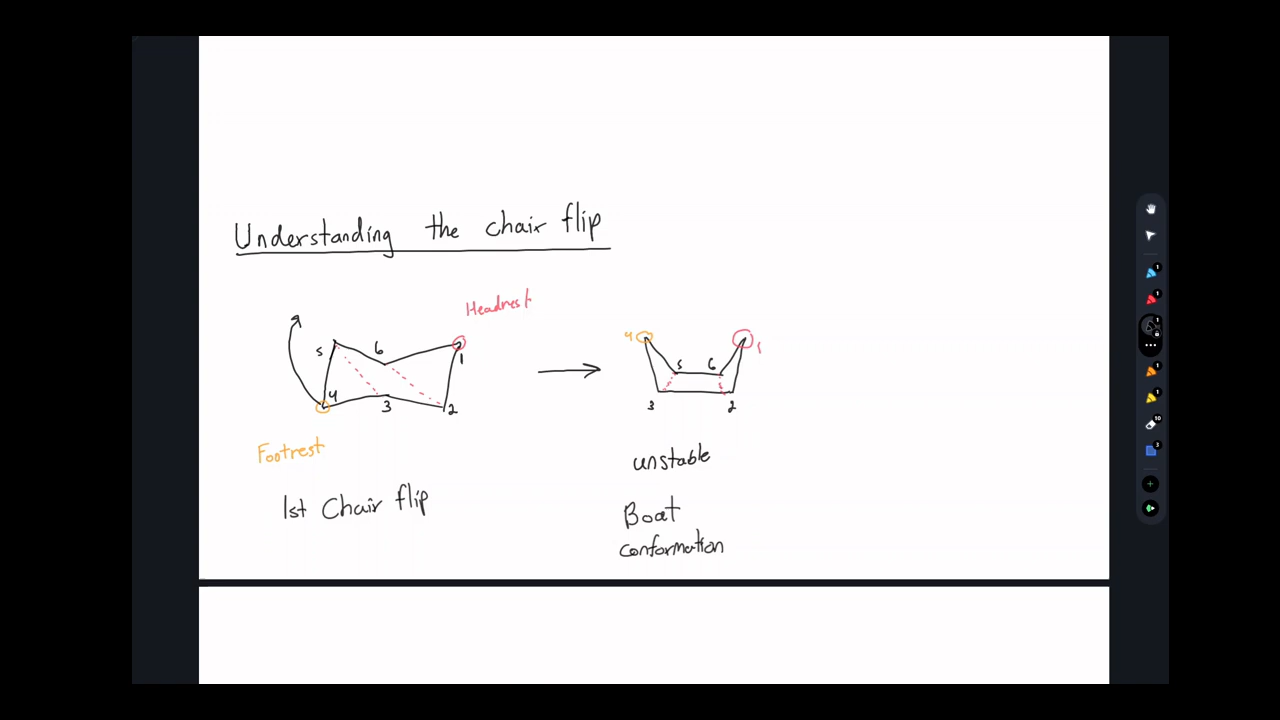 Understanding the chair flip
Headrest
5 6 1
4 3 2
Footrest
1st Chair flip
4 5 6 1
3 2
unstable
Boat
conformation